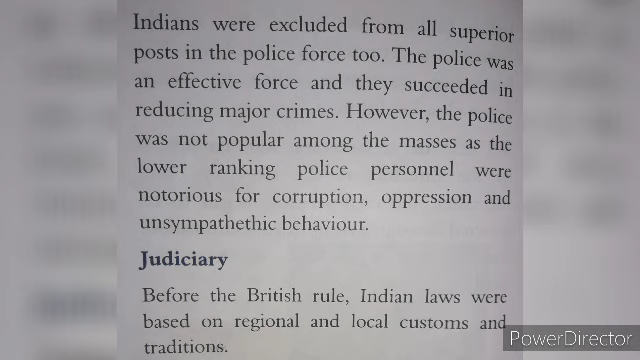 Indians were excluded from all superior
posts in the police force too. The police was
an effective force and they succeeded in
reducing major crimes. However, the police
was not popular among the masses as the
lower ranking police personnel were
notorious for corruption, oppression and
unsympathethic behaviour.
Judiciary
Before the British rule, Indian laws were
based on regional and local customs and
traditions.
PowerDirector